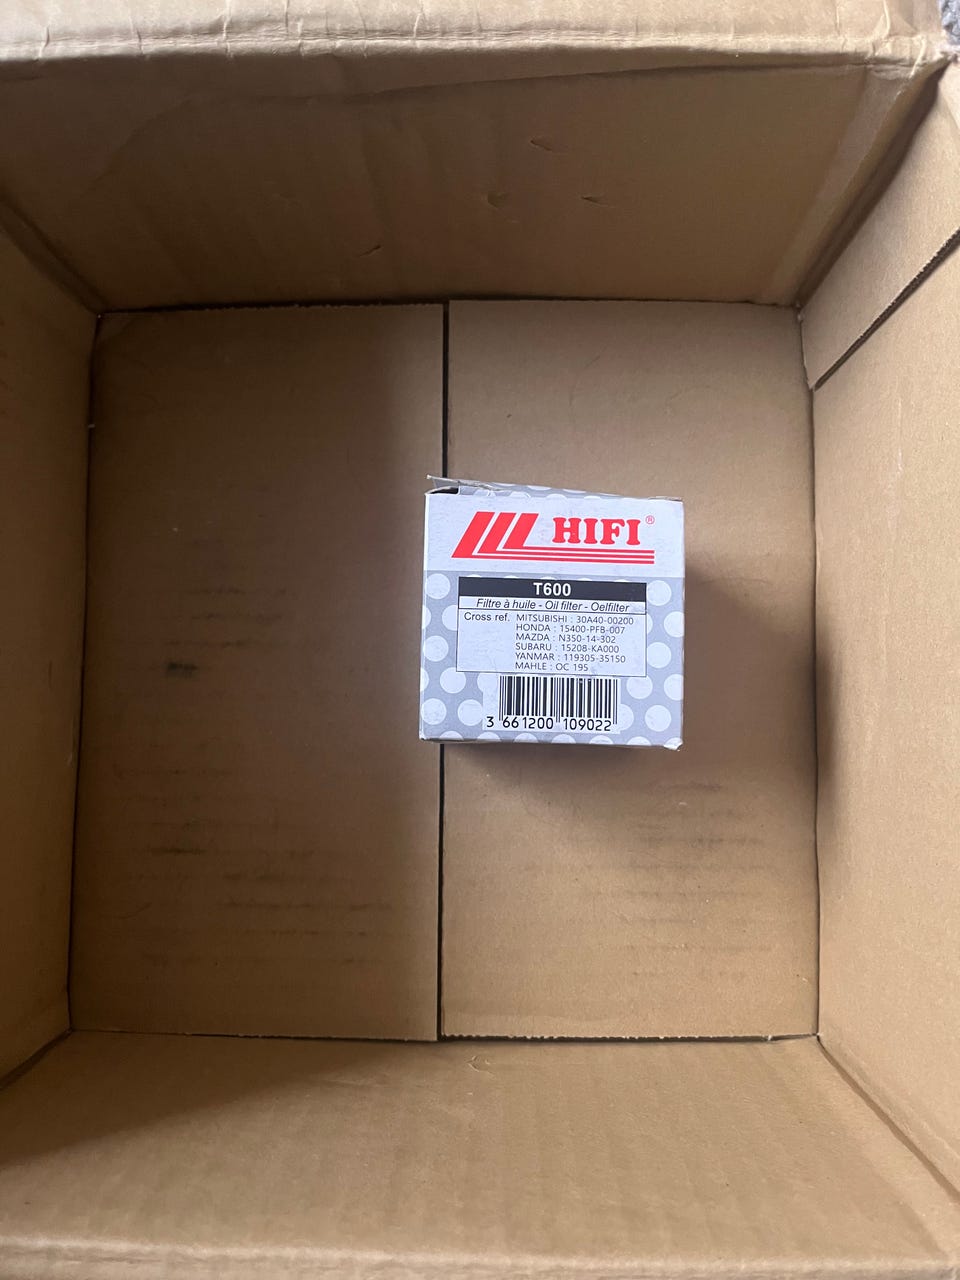 HIFI®
T600
Filtre à huile - Oil filter - Oelfilter
Cross ref. MITSUBISHI : 30A40-00200
HONDA : 15400-PFB-007
MAZDA : N350-14-302
SUBARU : 15208-KA000
YANMAR : 119305-35150
MAHLE : OC 195
3 661200 109022